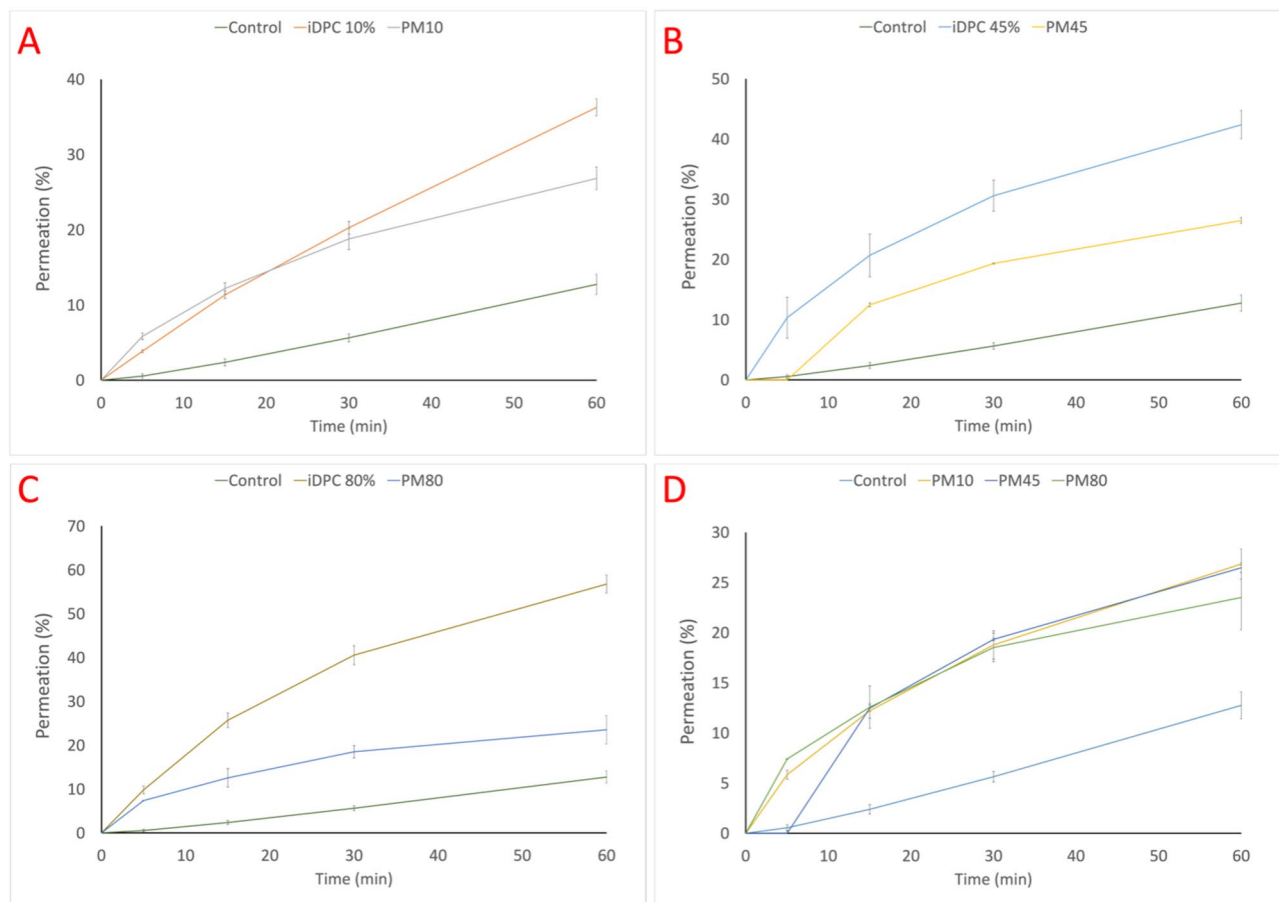 A
Control iDPC 10% PM10
40
30
20
10
0
Permeation (%)
0 10 20 30 40 50 60
Time (min)
B
Control iDPC 45% PM45
50
40
30
20
10
0
Permeation (%)
0 10 20 30 40 50 60
Time (min)
C
Control iDPC 80% PM80
70
60
50
40
30
20
10
0
Permeation (%)
0 10 20 30 40 50 60
Time (min)
D
Control PM10 PM45 PM80
30
25
20
15
10
5
0
Permeation (%)
0 10 20 30 40 50 60
Time (min)